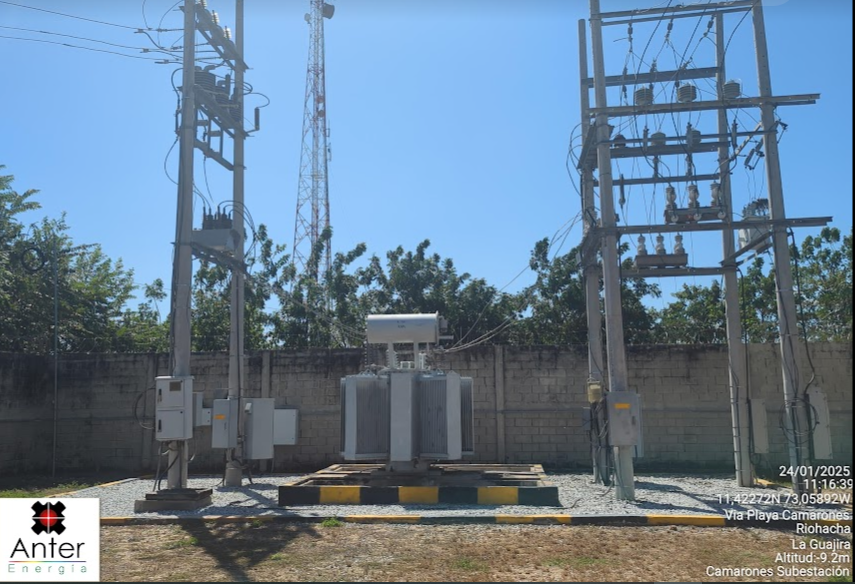 24/01/2025
11:16:39
11,42272N 73,05892W
Via Playa Camarones
Riohacha
La Guajira
Altitud:-9.2m
Camarones Subestación
Anter
Energía